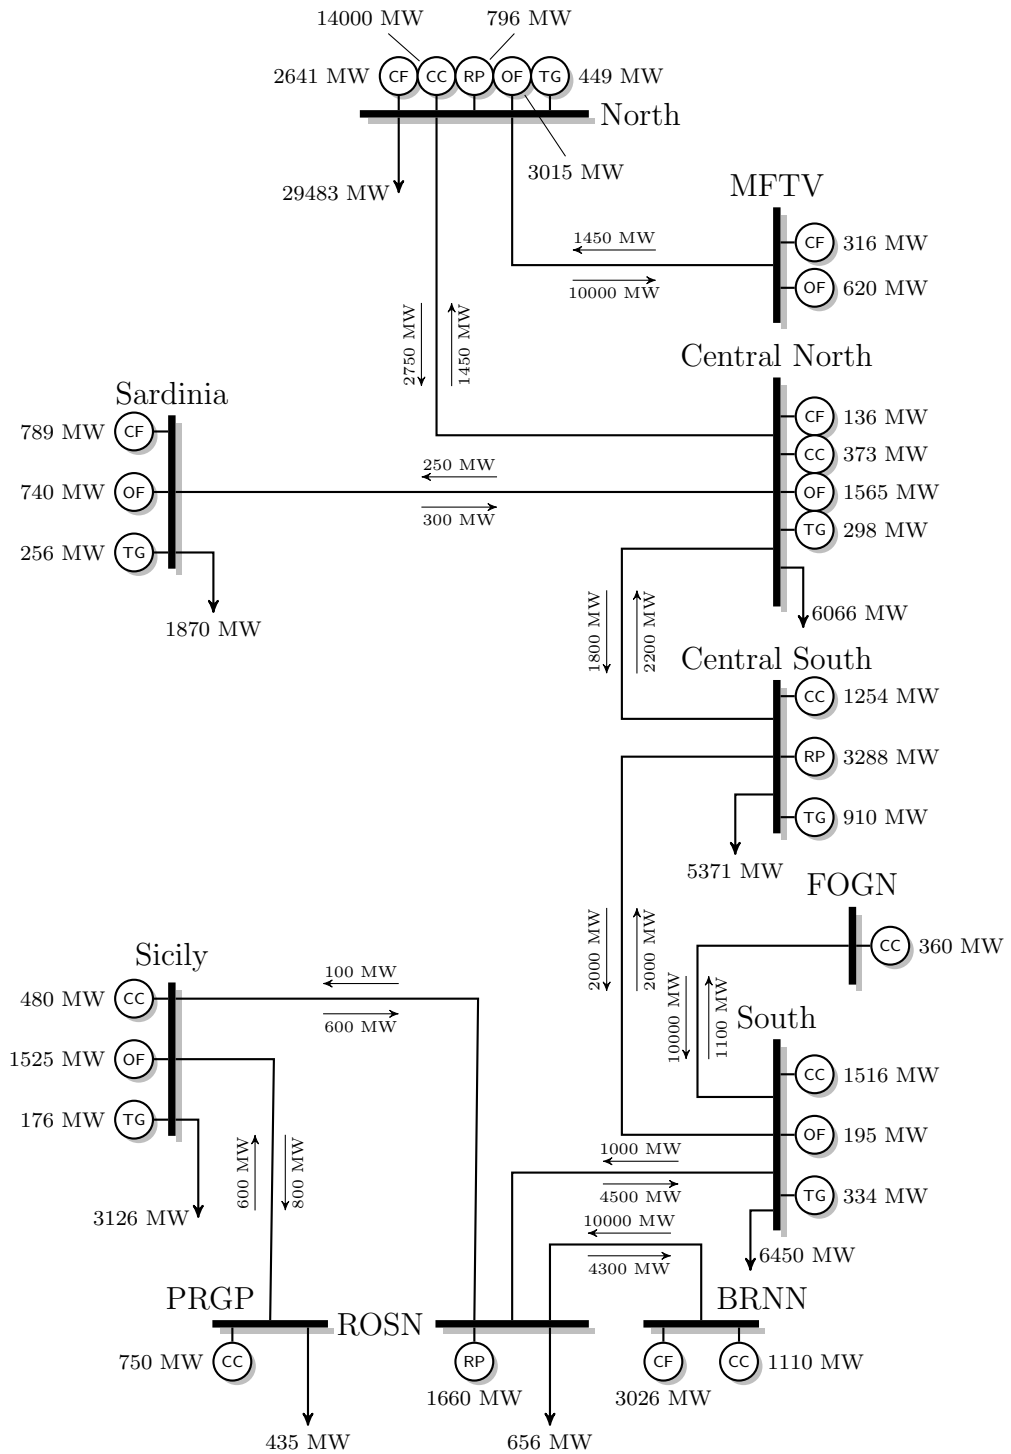 14000 MW
796 MW
2641 MW
CF
CC
RP
OF
TG
449 MW
North
3015 MW
29483 MW
MFTV
CF
316 MW
1450 MW
OF
620 MW
10000 MW
2750 MW
1450 MW
Central North
Sardinia
CF
136 MW
789 MW
CF
CC
373 MW
250 MW
740 MW
OF
OF
1565 MW
300 MW
TG
298 MW
256 MW
TG
6066 MW
1870 MW
1800 MW
2200 MW
Central South
CC
1254 MW
RP
3288 MW
TG
910 MW
5371 MW
FOGN
CC
360 MW
2000 MW
2000 MW
Sicily
100 MW
480 MW
CC
600 MW
10000 MW
1100 MW
South
1525 MW
OF
CC
1516 MW
176 MW
TG
OF
195 MW
1000 MW
600 MW
800 MW
4500 MW
TG
334 MW
3126 MW
10000 MW
6450 MW
4300 MW
PRGP
ROSN
BRNN
750 MW
CC
RP
CF
CC
1110 MW
1660 MW
3026 MW
435 MW
656 MW